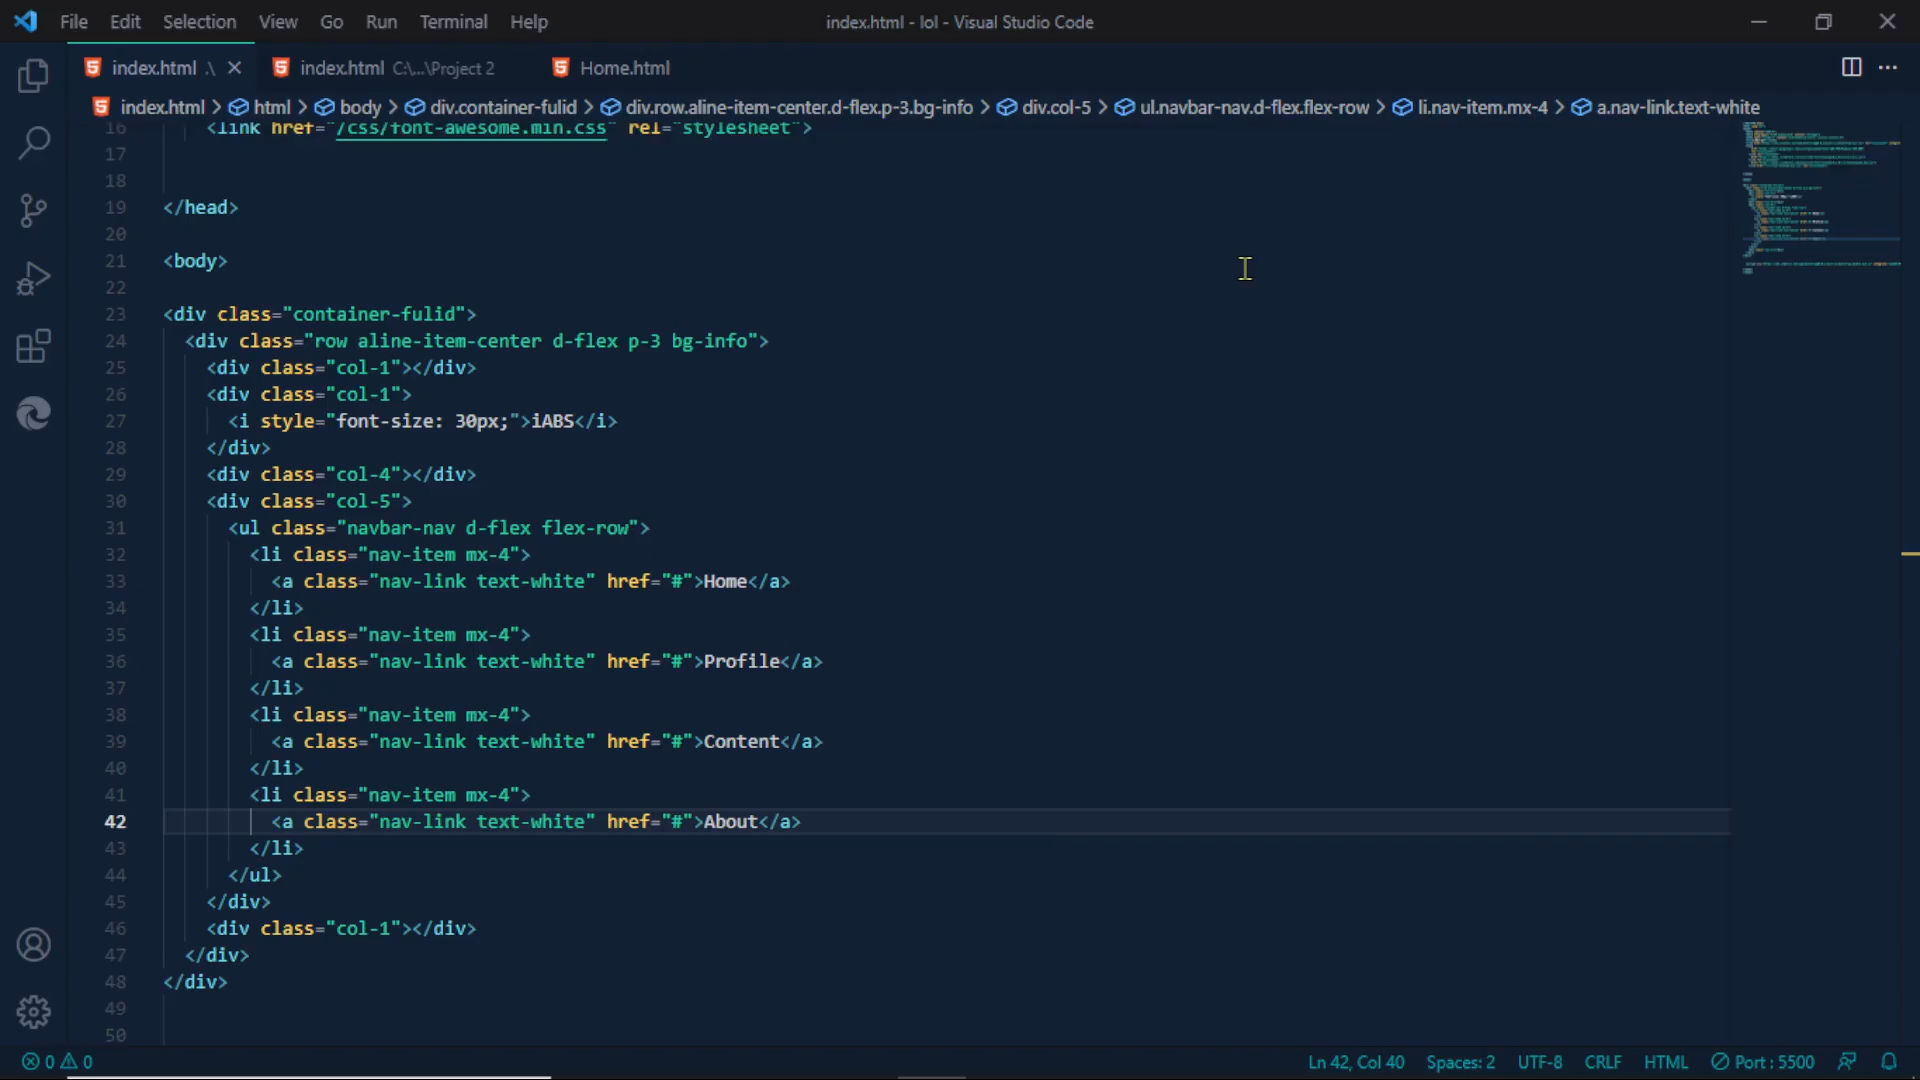 File Edit Selection View Go Run Terminal Help
index.html - lol - Visual Studio Code
index.html .\
index.html C:\...\Project 2
Home.html
index.html > html > body > div.container-fulid > div.row.aline-item-center.d-flex.p-3.bg-info > div.col-5 > ul.navbar-nav.d-flex.flex-row > li.nav-item.mx-4 > a.nav-link.text-white
16 <link href="/css/font-awesome.min.css" rel="stylesheet">
17
18
19 </head>
20
21 <body>
22
23 <div class="container-fulid">
24 <div class="row aline-item-center d-flex p-3 bg-info">
25 <div class="col-1"></div>
26 <div class="col-1">
27 <i style="font-size: 30px;">iABS</i>
28 </div>
29 <div class="col-4"></div>
30 <div class="col-5">
31 <ul class="navbar-nav d-flex flex-row">
32 <li class="nav-item mx-4">
33 <a class="nav-link text-white" href="#">Home</a>
34 </li>
35 <li class="nav-item mx-4">
36 <a class="nav-link text-white" href="#">Profile</a>
37 </li>
38 <li class="nav-item mx-4">
39 <a class="nav-link text-white" href="#">Content</a>
40 </li>
41 <li class="nav-item mx-4">
42 <a class="nav-link text-white" href="#">About</a>
43 </li>
44 </ul>
45 </div>
46 <div class="col-1"></div>
47 </div>
48 </div>
49
50
0 0 Ln 42, Col 40 Spaces: 2 UTF-8 CRLF HTML Port : 5500